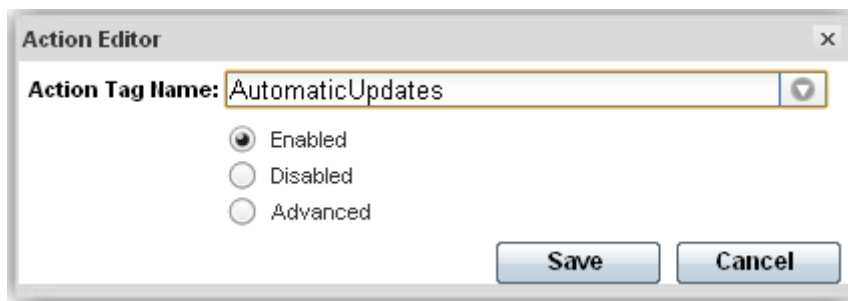 Action Editor
Action Tag Name: AutomaticUpdates
Enabled
Disabled
Advanced
Save Cancel